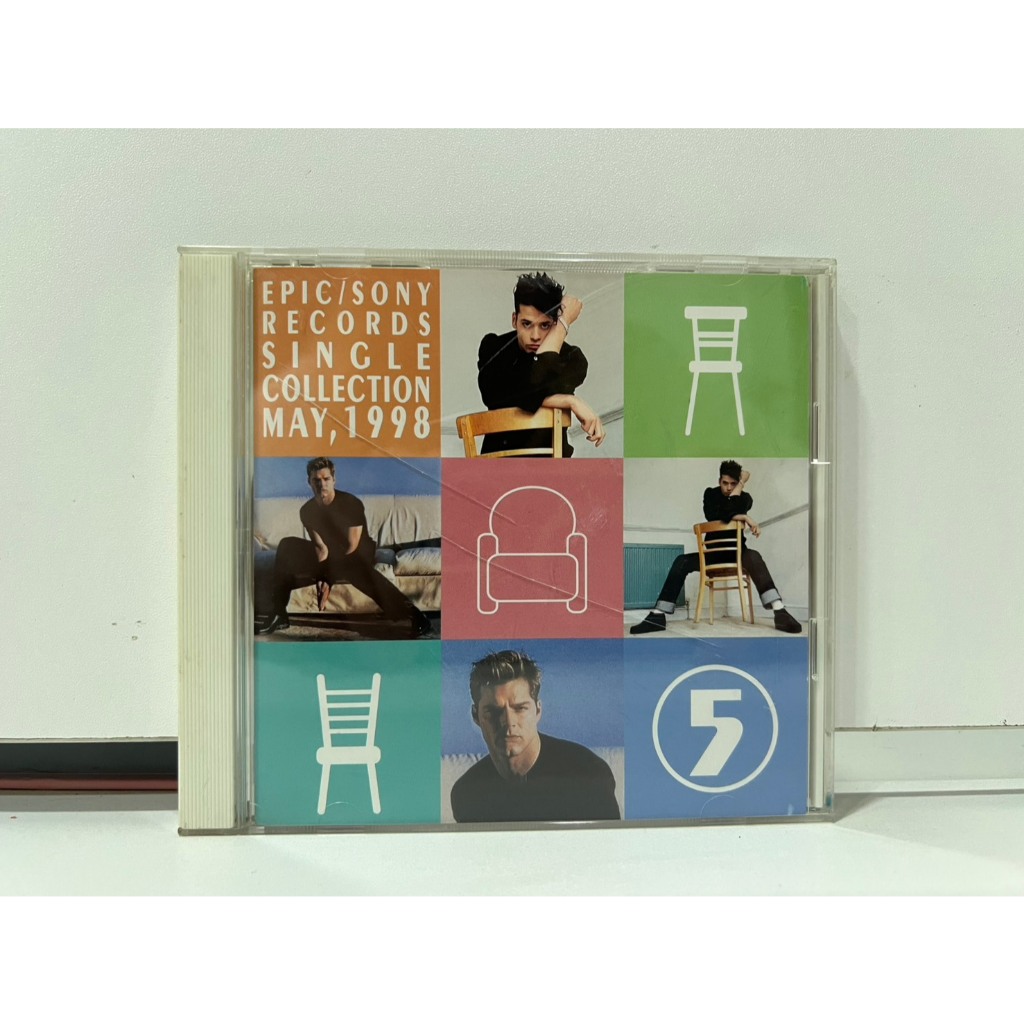 EPIC/SONY
RECORDS
SINGLE
COLLECTION
MAY, 1998
5